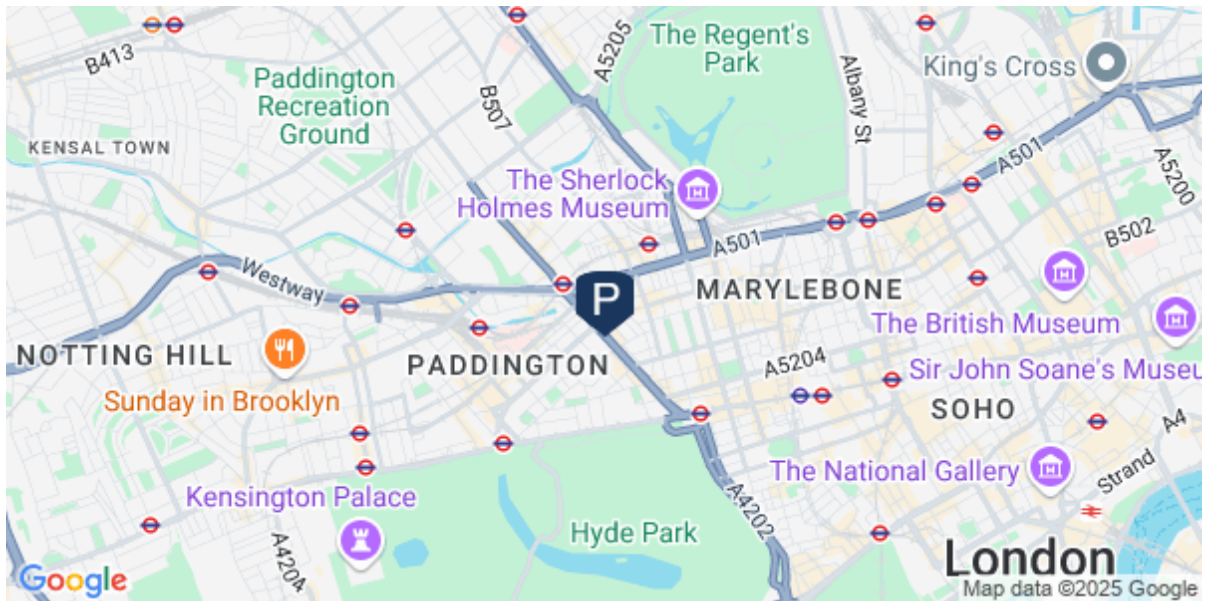 B413
A5205
The Regent's
Park
Albany St
King's Cross
Paddington
Recreation
Ground
B507
KENSAL TOWN
A501
A5200
The Sherlock
Holmes Museum
A501
B502
Westway
MARYLEBONE
The British Museum
NOTTING HILL
PADDINGTON
P
A5204
Sir John Soane's Museu
Sunday in Brooklyn
SOHO
A4
The National Gallery
Strand
Kensington Palace
A4202
Hyde Park
A4204
London
Google
Map data ©2025 Google